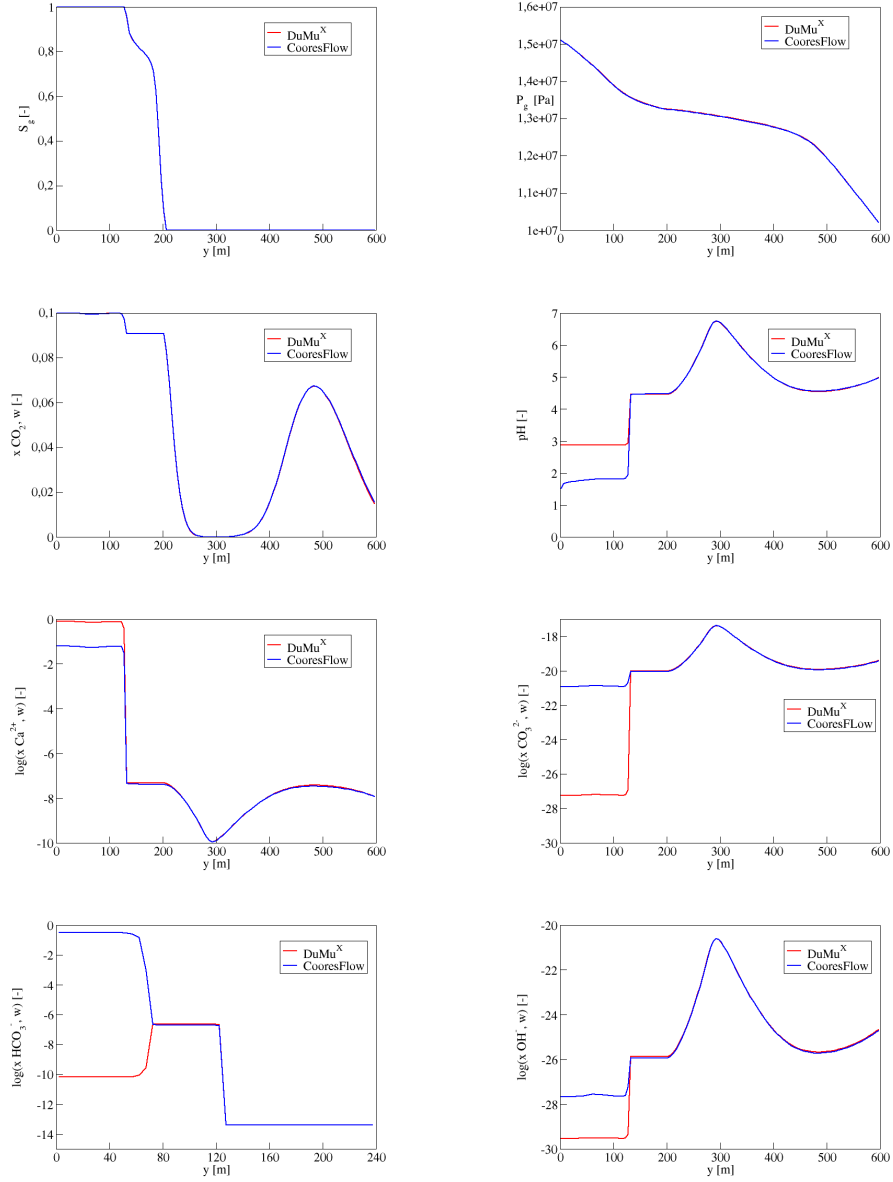 1
0,8
0,6
0,4
0,2
0
S_g [-]
DuMu^X
CooresFlow
0 100 200 300 400 500 600
y [m]
1,6e+07
1,5e+07
1,4e+07
1,3e+07
1,2e+07
1,1e+07
1e+07
P_g [Pa]
DuMu^X
CooresFlow
0 100 200 300 400 500 600
y [m]
0,1
0,08
0,06
0,04
0,02
0
x CO_2, w [-]
DuMu^X
CooresFlow
0 100 200 300 400 500 600
y [m]
7
6
5
4
3
2
1
0
pH [-]
DuMu^X
CooresFlow
0 100 200 300 400 500 600
y [m]
0
-2
-4
-6
-8
-10
log(x Ca^2+, w) [-]
DuMu^X
CooresFlow
0 100 200 300 400 500 600
y [m]
-18
-20
-22
-24
-26
-28
-30
log(x CO_3^2-, w) [-]
DuMu^X
CooresFLow
0 100 200 300 400 500 600
y [m]
0
-2
-4
-6
-8
-10
-12
-14
log(x HCO_3^-, w) [-]
DuMu^X
CooresFlow
0 40 80 120 160 200 240
y [m]
-20
-22
-24
-26
-28
-30
log(x OH^-, w) [-]
DuMu^X
CooresFlow
0 100 200 300 400 500 600
y [m]